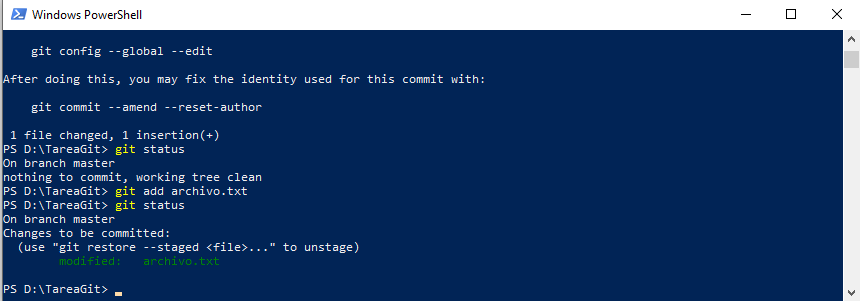 Windows PowerShell
git config --global --edit
After doing this, you may fix the identity used for this commit with:
git commit --amend --reset-author
1 file changed, 1 insertion(+)
PS D:\TareaGit> git status
On branch master
nothing to commit, working tree clean
PS D:\TareaGit> git add archivo.txt
PS D:\TareaGit> git status
On branch master
Changes to be committed:
(use "git restore --staged <file>..." to unstage)
modified:   archivo.txt
PS D:\TareaGit>